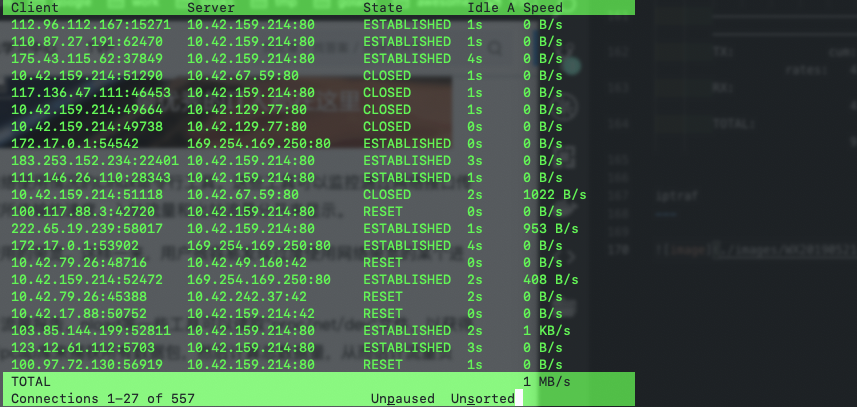 Client Server State Idle A Speed
112.96.112.167:15271 10.42.159.214:80 ESTABLISHED 1s 0 B/s
110.87.27.191:62470 10.42.159.214:80 ESTABLISHED 1s 0 B/s
175.43.115.62:37849 10.42.159.214:80 ESTABLISHED 4s 0 B/s
10.42.159.214:51290 10.42.67.59:80 CLOSED 1s 0 B/s
117.136.47.111:46453 10.42.159.214:80 CLOSED 1s 0 B/s
10.42.159.214:49664 10.42.129.77:80 CLOSED 1s 0 B/s
10.42.159.214:49738 10.42.129.77:80 CLOSED 0s 0 B/s
172.17.0.1:54542 169.254.169.250:80 ESTABLISHED 0s 0 B/s
183.253.152.234:22401 10.42.159.214:80 ESTABLISHED 3s 0 B/s
111.146.26.110:28343 10.42.159.214:80 ESTABLISHED 1s 0 B/s
10.42.159.214:51118 10.42.67.59:80 CLOSED 2s 1022 B/s
100.117.88.3:42720 10.42.159.214:80 RESET 0s 0 B/s
222.65.19.239:58017 10.42.159.214:80 ESTABLISHED 1s 953 B/s
172.17.0.1:53902 169.254.169.250:80 ESTABLISHED 4s 0 B/s
10.42.79.26:48716 10.42.49.160:42 RESET 0s 0 B/s
10.42.159.214:52472 169.254.169.250:80 ESTABLISHED 2s 408 B/s
10.42.79.26:45388 10.42.242.37:42 RESET 2s 0 B/s
10.42.17.88:50752 10.42.159.214:42 RESET 0s 0 B/s
103.85.144.199:52811 10.42.159.214:80 ESTABLISHED 2s 1 KB/s
123.12.61.112:5703 10.42.159.214:80 ESTABLISHED 3s 0 B/s
100.97.72.130:56919 10.42.159.214:80 RESET 1s 0 B/s
TOTAL 1 MB/s
Connections 1-27 of 557 Unpaused Unsorted
TX: cum:
rates:
RX:
TOTAL:
iptraf